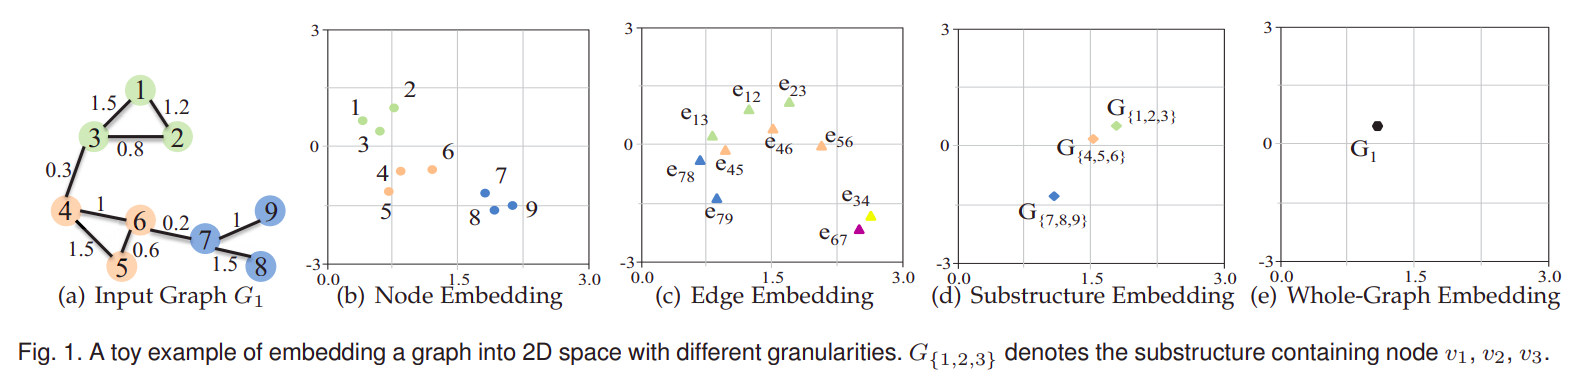 1
1.5
1.2
3
2
0.8
0.3
4
1
6
0.2
1
9
7
1.5
0.6
5
1.5
8
(a) Input Graph G1
3
1
2
3
0
4
6
5
7
8
9
-3
0.0
1.5
3.0
(b) Node Embedding
3
e12
e23
e13
0
e46
e56
e78
e45
e79
e34
e67
-3
0.0
1.5
3.0
(c) Edge Embedding
3
G{1,2,3}
0
G{4,5,6}
G{7,8,9}
-3
0.0
1.5
3.0
(d) Substructure Embedding
3
0
G1
-3
0.0
1.5
3.0
(e) Whole-Graph Embedding
Fig. 1. A toy example of embedding a graph into 2D space with different granularities. G{1,2,3} denotes the substructure containing node v1, v2, v3.